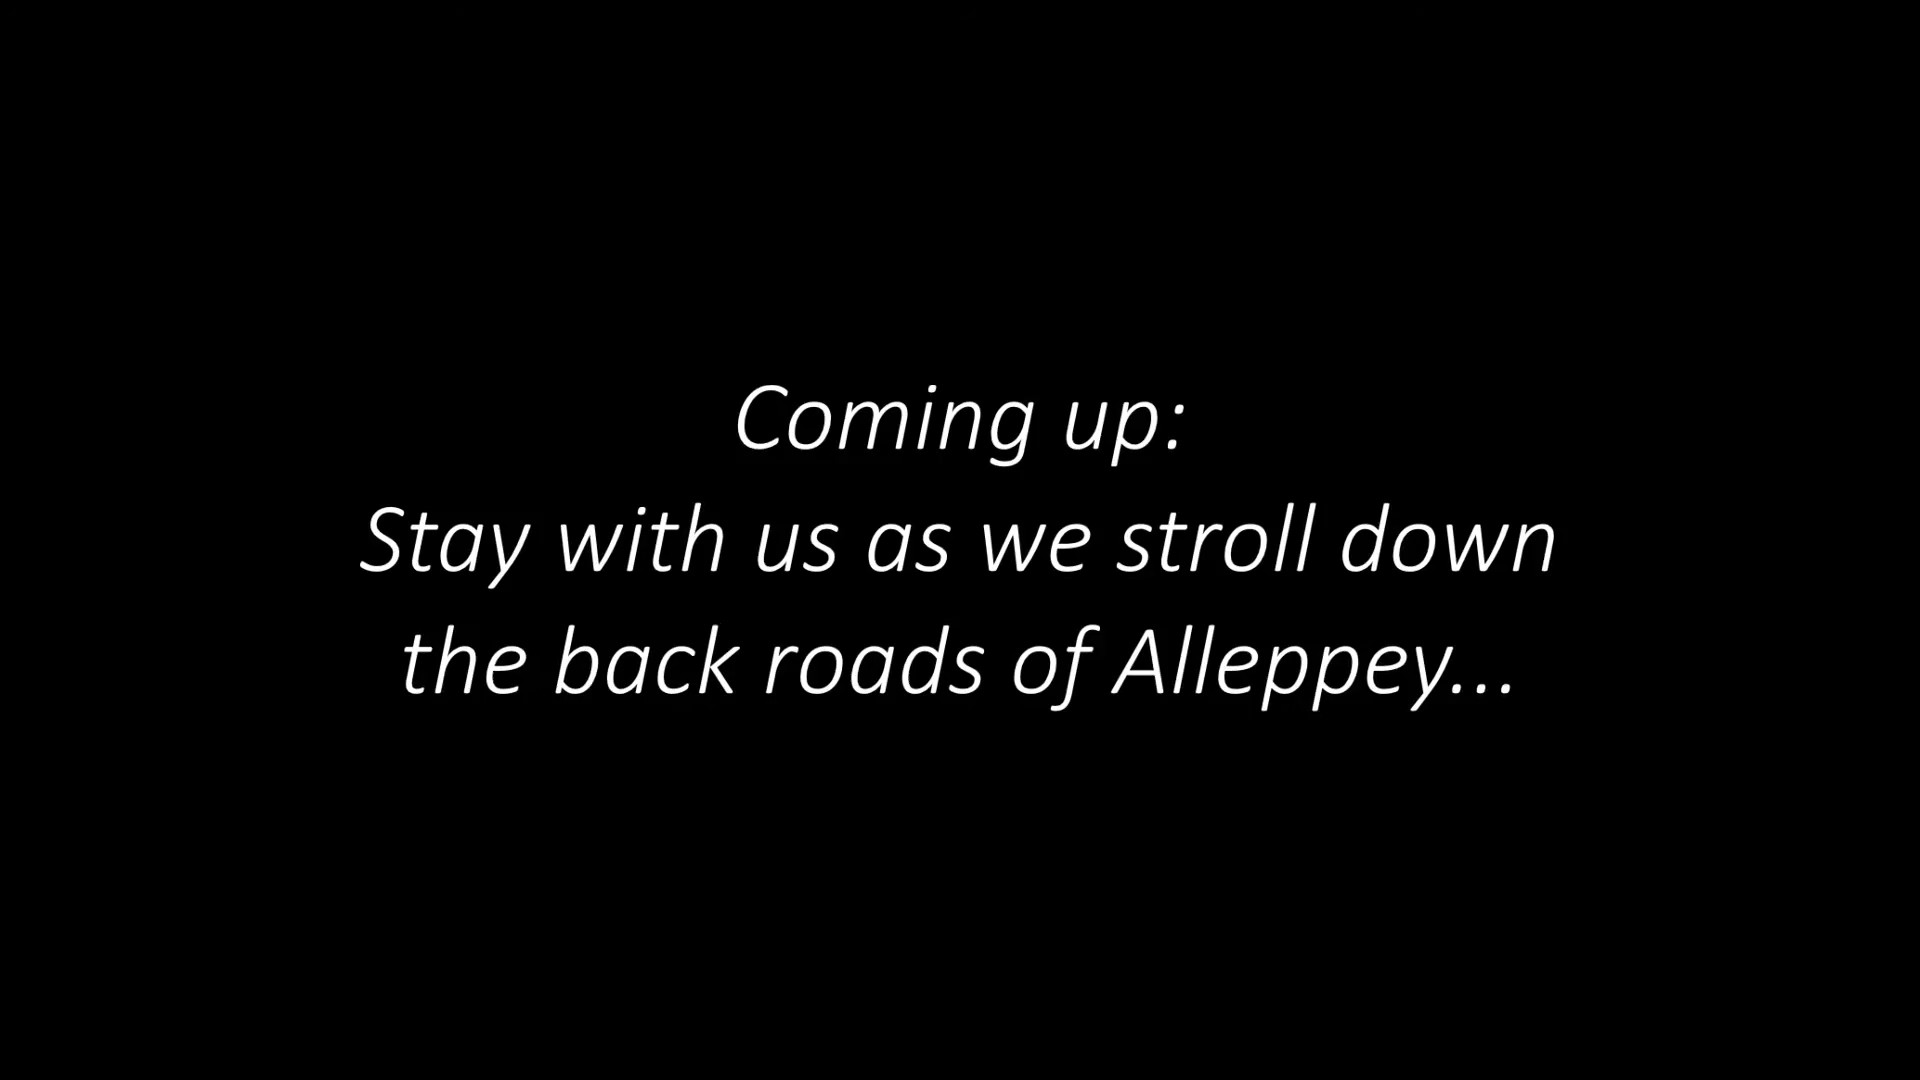 Coming up:
Stay with us as we stroll down
the back roads of Alleppey...